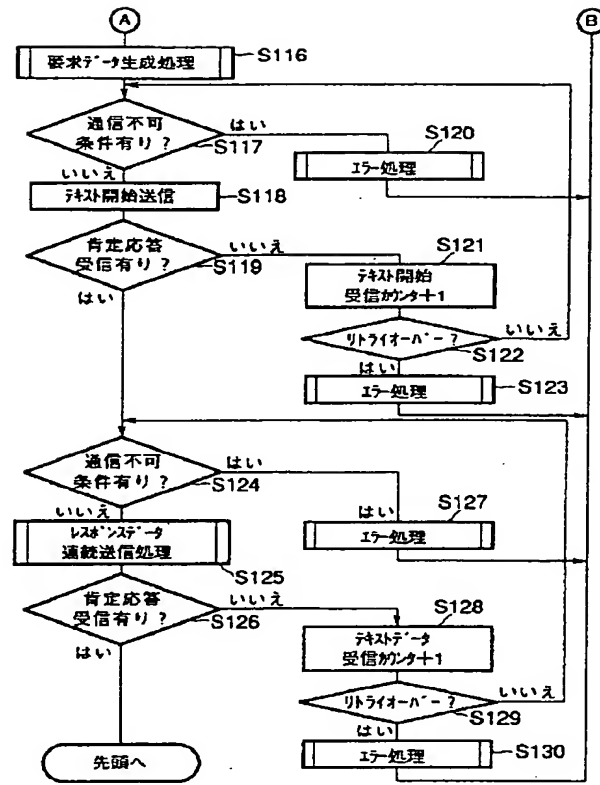 A
B
要求データ生成処理
S116
通信不可
条件有り?
はい
S117
S120
エラー処理
いいえ
テキスト開始送信
S118
肯定応答
受信有り?
いいえ
S119
はい
S121
テキスト開始
受信カウンタ+1
リトライオーバー?
いいえ
S122
はい
エラー処理
S123
通信不可
条件有り?
はい
S124
いいえ
はい
S127
エラー処理
レスポンスデータ
連続送信処理
S125
肯定応答
受信有り?
いいえ
S126
はい
S128
テキストデータ
受信カウンタ+1
リトライオーバー?
いいえ
S129
はい
エラー処理
S130
先頭へ